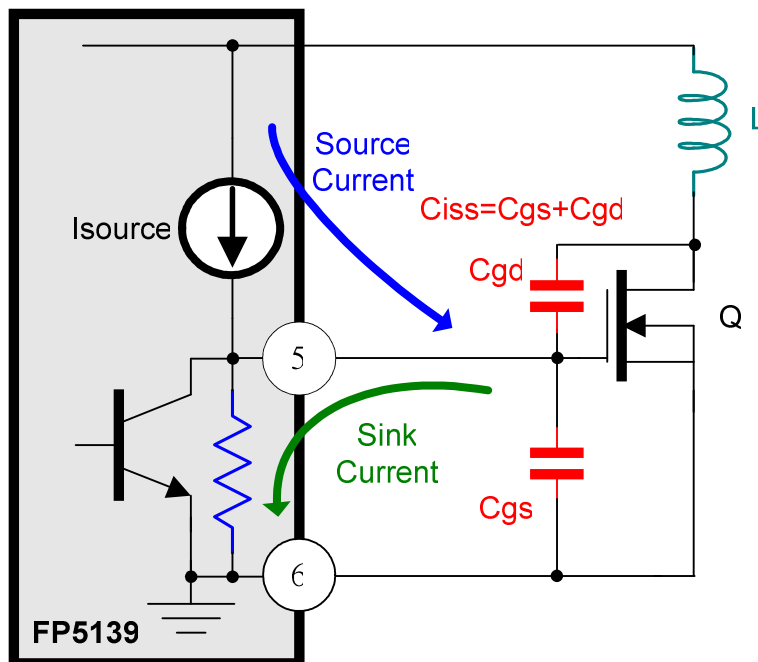 Source
Current
L
Ciss=Cgs+Cgd
Isource
Cgd
Q
5
Sink
Current
Cgs
6
FP5139